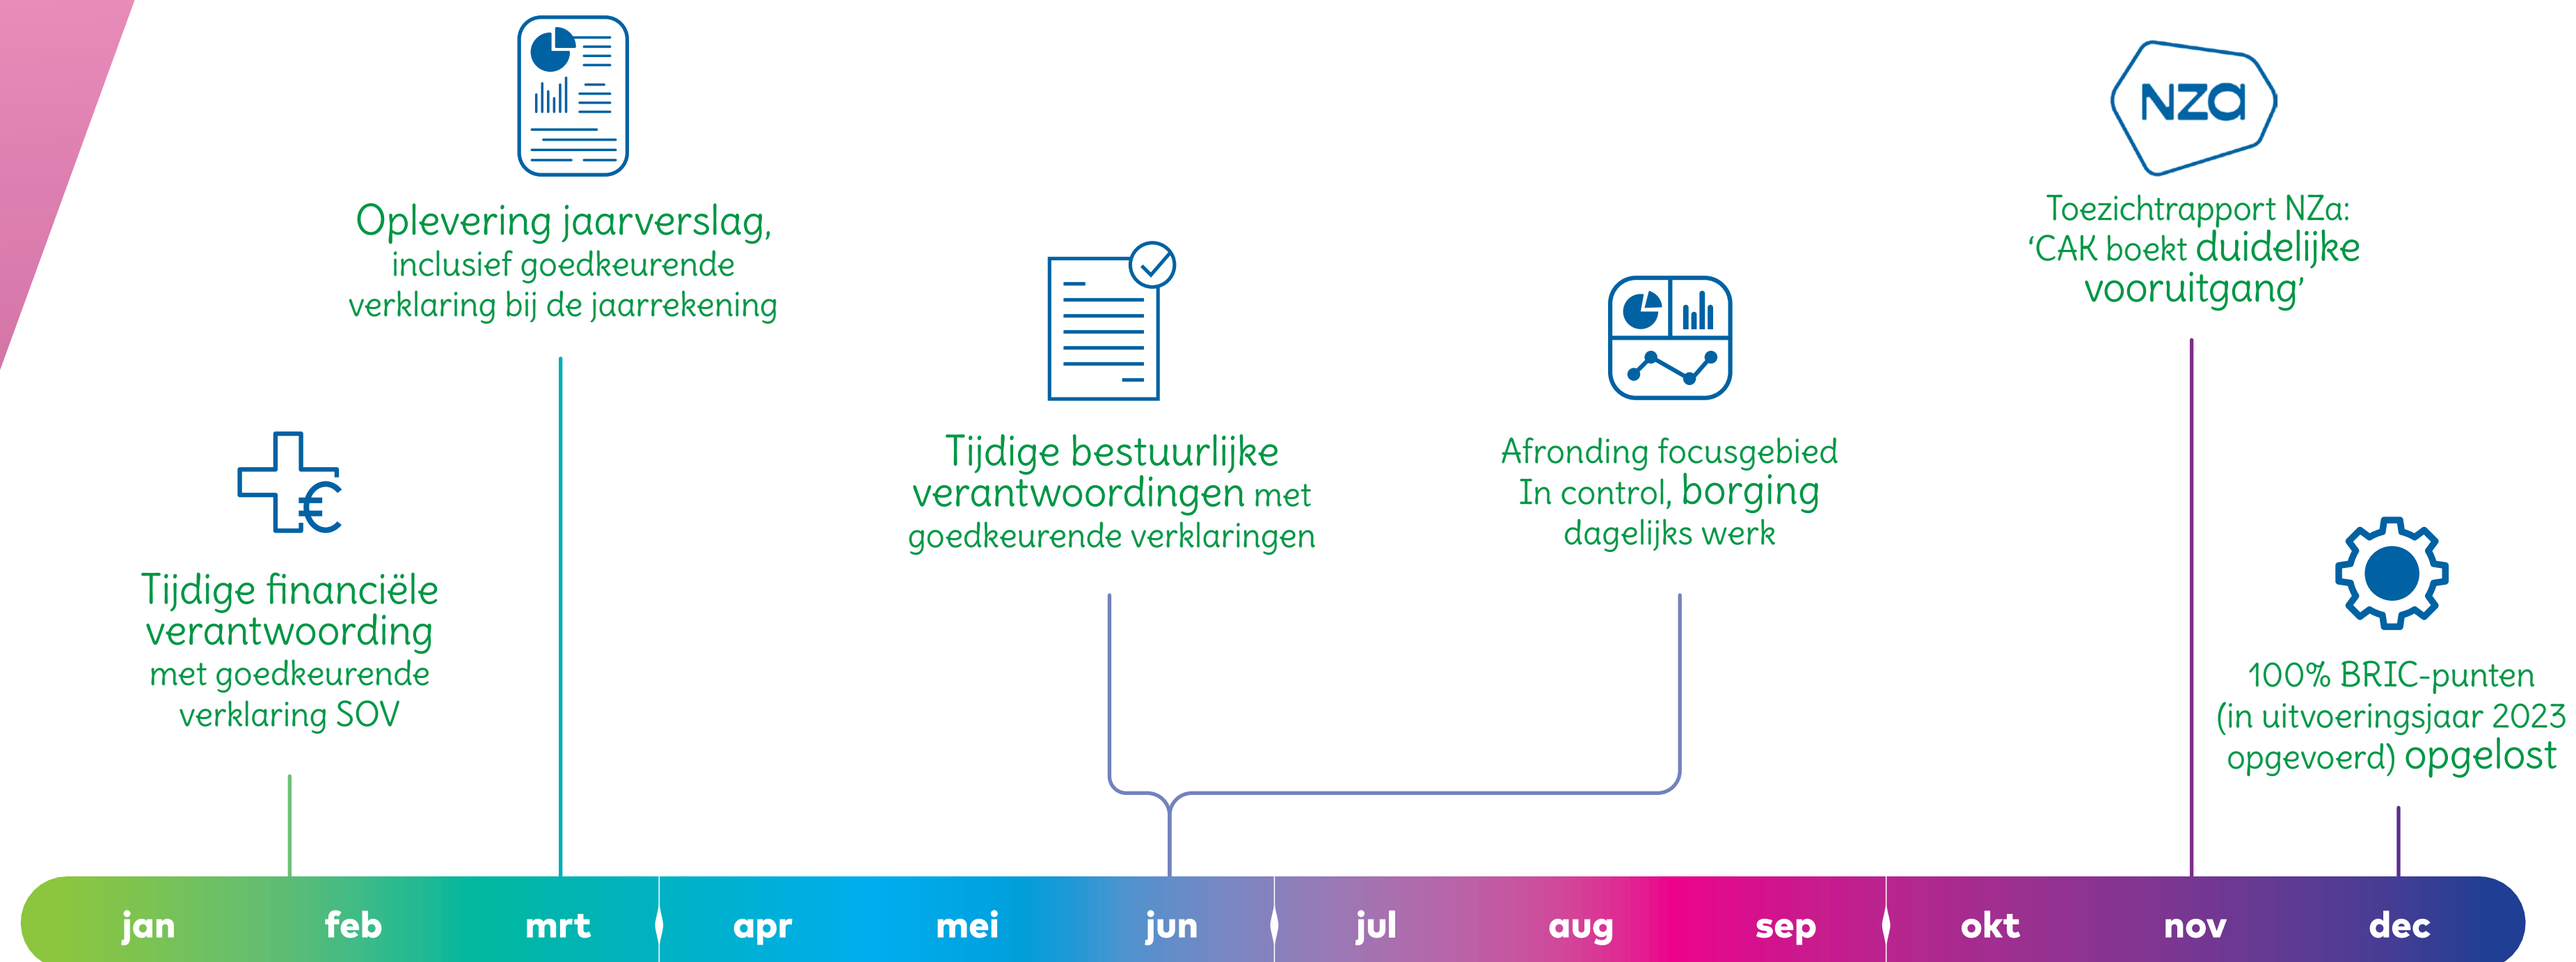 Tijdige financiële
verantwoording
met goedkeurende
verklaring SOV
Oplevering jaarverslag,
inclusief goedkeurende
verklaring bij de jaarrekening
Tijdige bestuurlijke
verantwoordingen met
goedkeurende verklaringen
Afronding focusgebied
In control, borging
dagelijks werk
NZa
Toezichtrapport NZa:
‘CAK boekt duidelijke
vooruitgang’
100% BRIC-punten
(in uitvoeringsjaar 2023
opgevoerd) opgelost
jan feb mrt apr mei jun jul aug sep okt nov dec